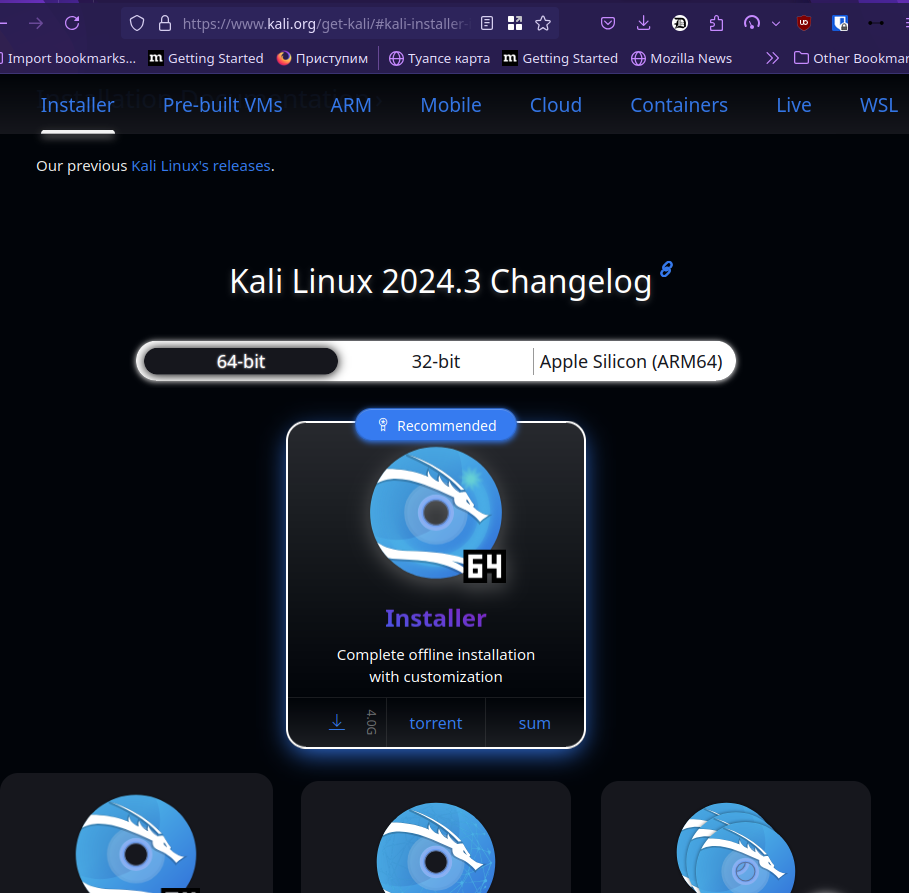 https://www.kali.org/get-kali/#kali-installer-
Import bookmarks... m Getting Started Приступим Туапсе карта m Getting Started Mozilla News Other Bookmar
Installation Documentation
Installer Pre-built VMs ARM Mobile Cloud Containers Live WSL
Our previous Kali Linux's releases.
Kali Linux 2024.3 Changelog
64-bit 32-bit Apple Silicon (ARM64)
Recommended
64
Installer
Complete offline installation
with customization
4.0G torrent sum